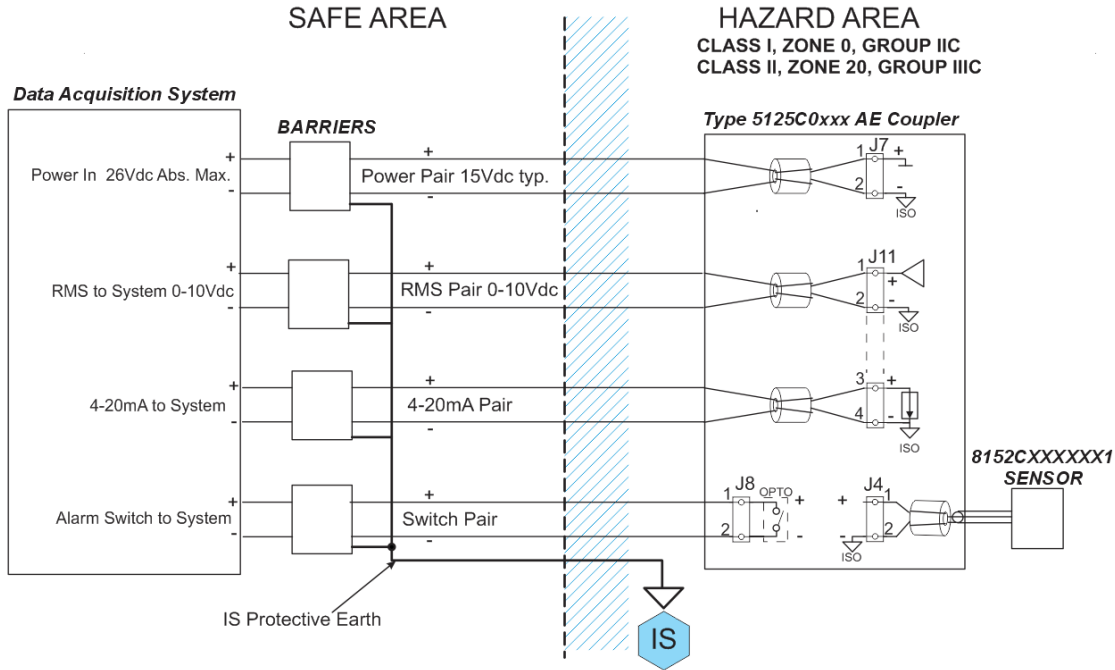 SAFE AREA
HAZARD AREA
CLASS I, ZONE 0, GROUP IIC
CLASS II, ZONE 20, GROUP IIIC
Data Acquisition System
BARRIERS
Type 5125C0xxx AE Coupler
Power In 26Vdc Abs. Max.
+
-
+
Power Pair 15Vdc typ.
-
J7
1
2
+
-
ISO
RMS to System 0-10Vdc
+
-
+
RMS Pair 0-10Vdc
-
J11
1
2
+
-
ISO
4-20mA to System
+
-
+
4-20mA Pair
-
3
4
+
-
ISO
8152CXXXXXX1
SENSOR
Alarm Switch to System
+
-
+
Switch Pair
-
J8
1
2
OPTO
+
-
J4
1
2
+
-
ISO
IS Protective Earth
IS